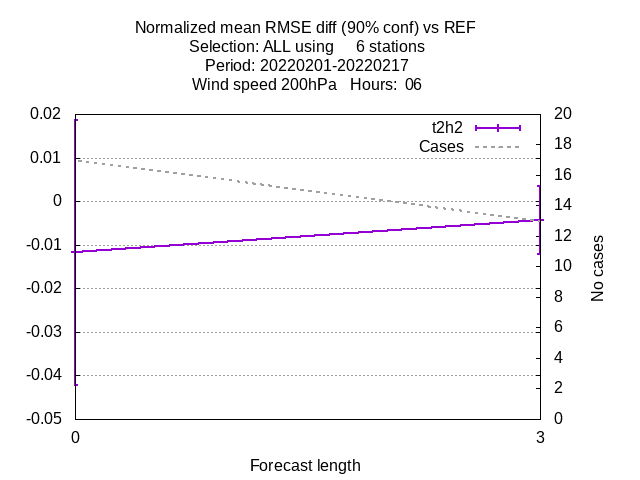 Normalized mean RMSE diff (90% conf) vs REF
Selection: ALL using     6 stations
Period: 20220201-20220217
Wind speed 200hPa   Hours:  06
t2h2
Cases
0.02
0.01
0
-0.01
-0.02
-0.03
-0.04
-0.05
20
18
16
14
12
10
8
6
4
2
0
No cases
0
3
Forecast length